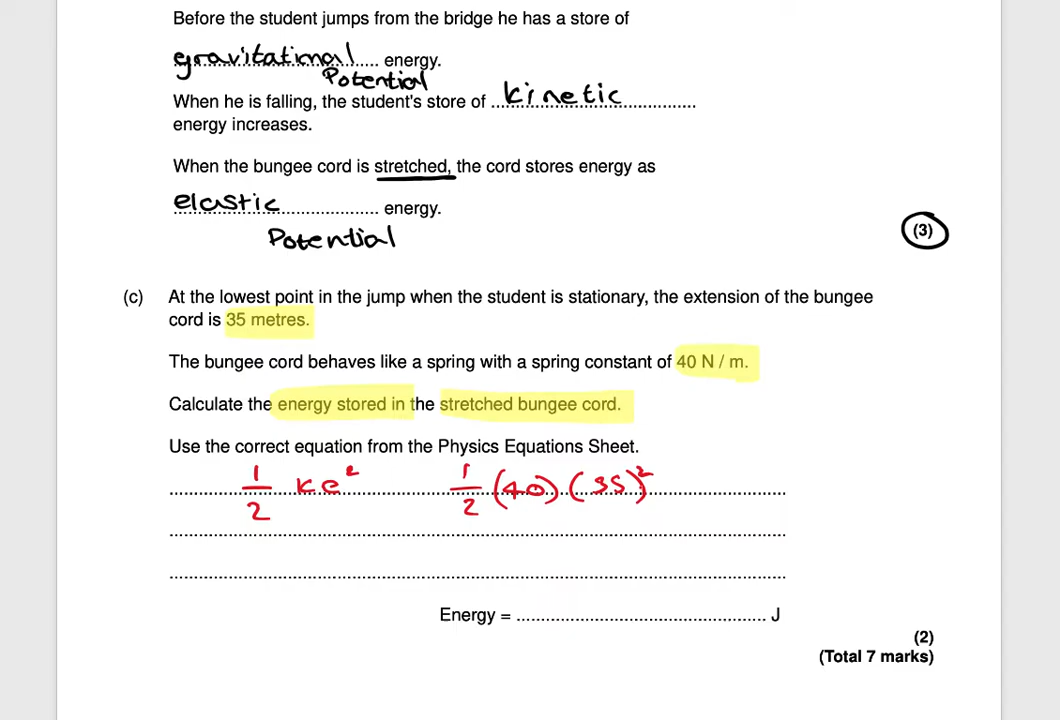 Before the student jumps from the bridge he has a store of
gravitational energy.
Potential
When he is falling, the student's store of kinetic
energy increases.
When the bungee cord is stretched, the cord stores energy as
elastic energy.
Potential
(3)
(c) At the lowest point in the jump when the student is stationary, the extension of the bungee
cord is 35 metres.
The bungee cord behaves like a spring with a spring constant of 40 N / m.
Calculate the energy stored in the stretched bungee cord.
Use the correct equation from the Physics Equations Sheet.
1/2 ke² 1/2 (40) (35)²
Energy = J
(2)
(Total 7 marks)